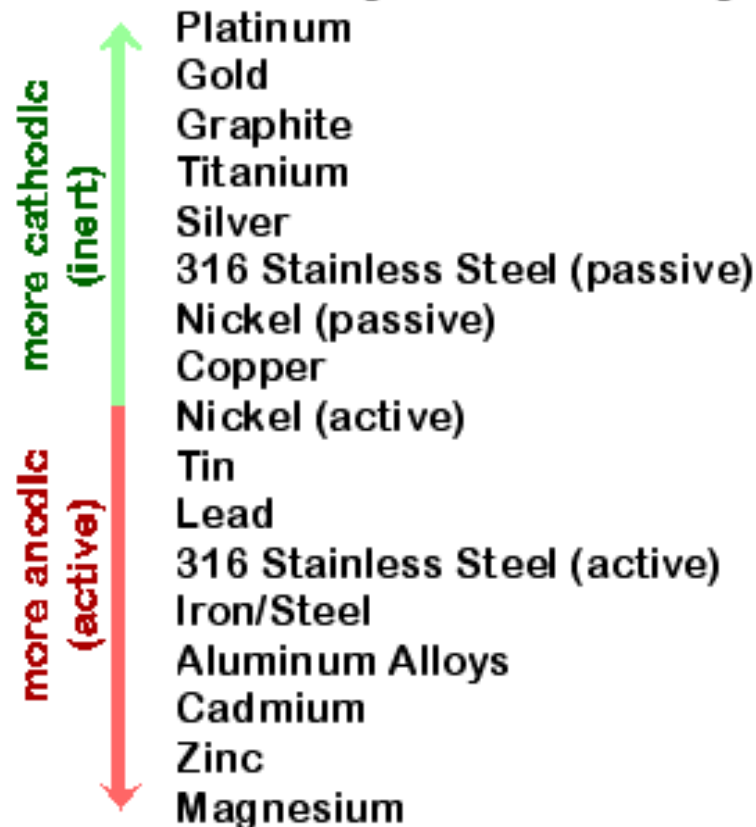 more cathodic
(inert)
more anodic
(active)
Platinum
Gold
Graphite
Titanium
Silver
316 Stainless Steel (passive)
Nickel (passive)
Copper
Nickel (active)
Tin
Lead
316 Stainless Steel (active)
Iron/Steel
Aluminum Alloys
Cadmium
Zinc
Magnesium